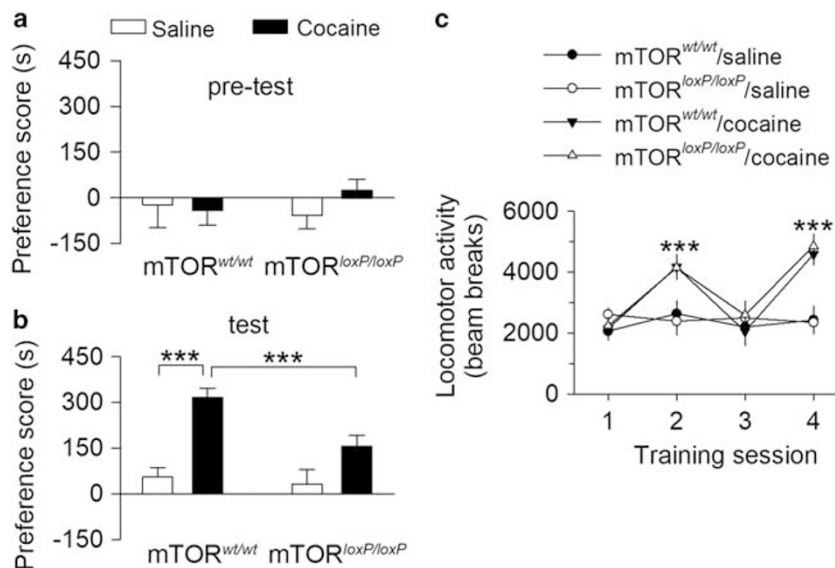 a
Saline Cocaine
Preference score (s)
450
300
150
0
-150
pre-test
mTORwt/wt mTORloxP/loxP
b
test
Preference score (s)
450
300
150
0
-150
*** ***
mTORwt/wt mTORloxP/loxP
c
mTORwt/wt/saline
mTORloxP/loxP/saline
mTORwt/wt/cocaine
mTORloxP/loxP/cocaine
Locomotor activity
(beam breaks)
6000
4000
2000
0
*** ***
1 2 3 4
Training session